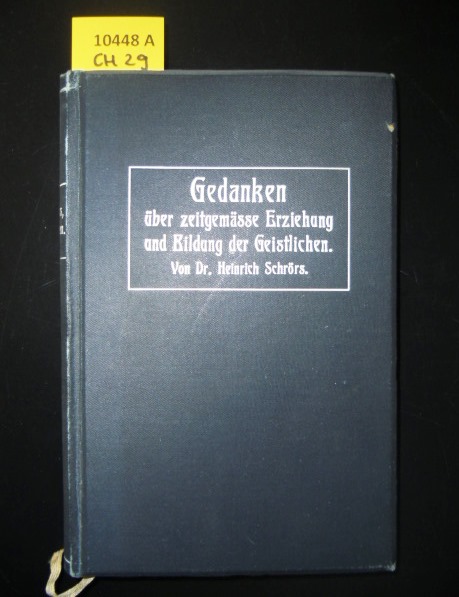 10448 A
CH 29
Gedanken
über zeitgemässe Erziehung
und Bildung der Geistlichen.
Von Dr. Heinrich Schrörs.